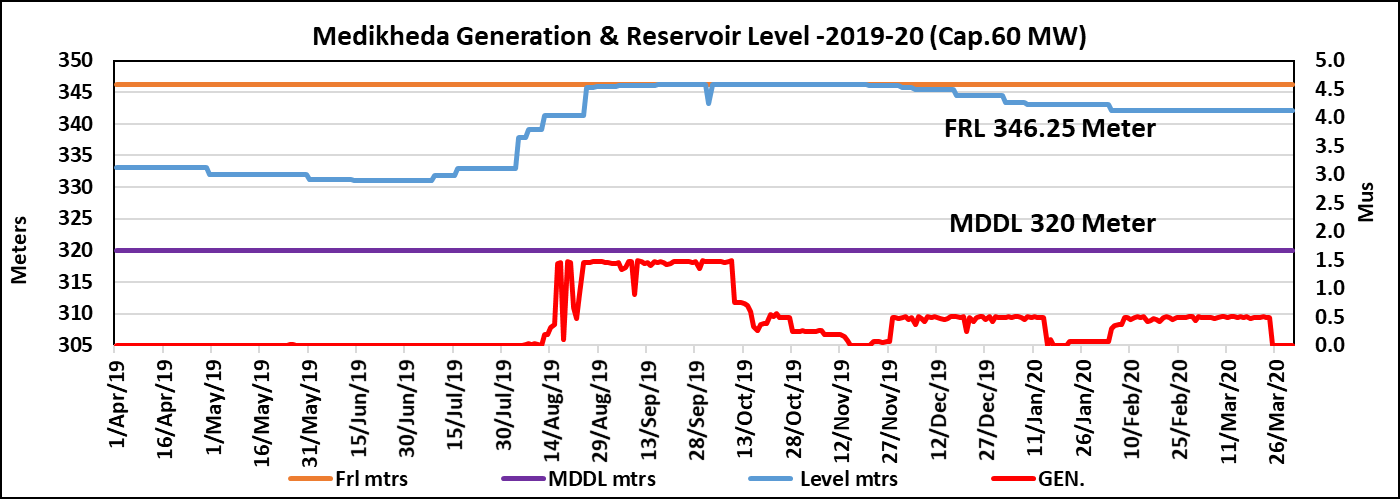 Medikheda Generation & Reservoir Level -2019-20 (Cap.60 MW)
Meters
350
345
340
335
330
325
320
315
310
305
FRL 346.25 Meter
MDDL 320 Meter
5.0
4.5
4.0
3.5
3.0
2.5
2.0
1.5
1.0
0.5
0.0
Mus
1/Apr/19
16/Apr/19
1/May/19
16/May/19
31/May/19
15/Jun/19
30/Jun/19
15/Jul/19
30/Jul/19
14/Aug/19
29/Aug/19
13/Sep/19
28/Sep/19
13/Oct/19
28/Oct/19
12/Nov/19
27/Nov/19
12/Dec/19
27/Dec/19
11/Jan/20
26/Jan/20
10/Feb/20
25/Feb/20
11/Mar/20
26/Mar/20
Frl mtrs
MDDL mtrs
Level mtrs
GEN.